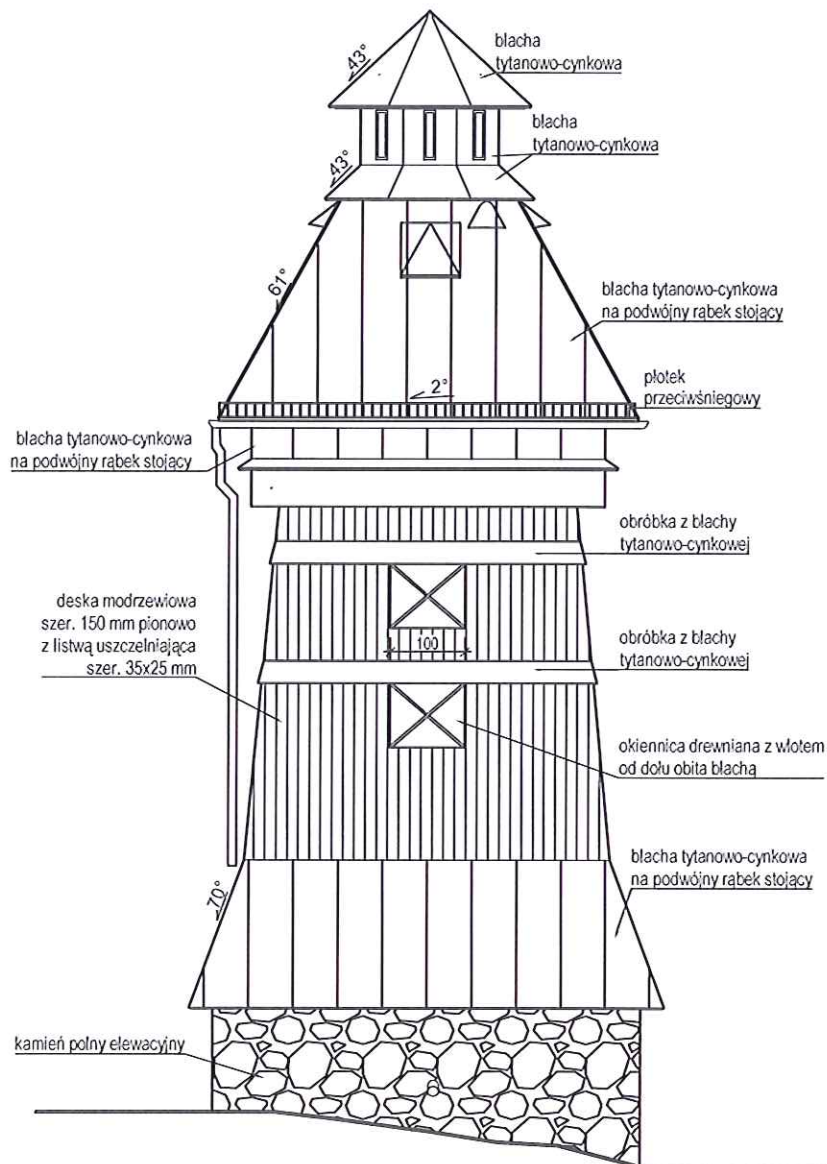 43°
blacha
tytanowo-cynkowa
blacha
tytanowo-cynkowa
43°
61°
blacha tytanowo-cynkowa
na podwójny rąbek stojący
2°
płotek
przeciwśniegowy
blacha tytanowo-cynkowa
na podwójny rąbek stojący
obróbka z blachy
tytanowo-cynkowej
deska modrzewiowa
szer. 150 mm pionowo
z listwą uszczelniająca
szer. 35x25 mm
100
obróbka z blachy
tytanowo-cynkowej
okiennica drewniana z wlotem
od dołu obita blachą
blacha tytanowo-cynkowa
na podwójny rąbek stojący
70°
kamień polny elewacyjny
6